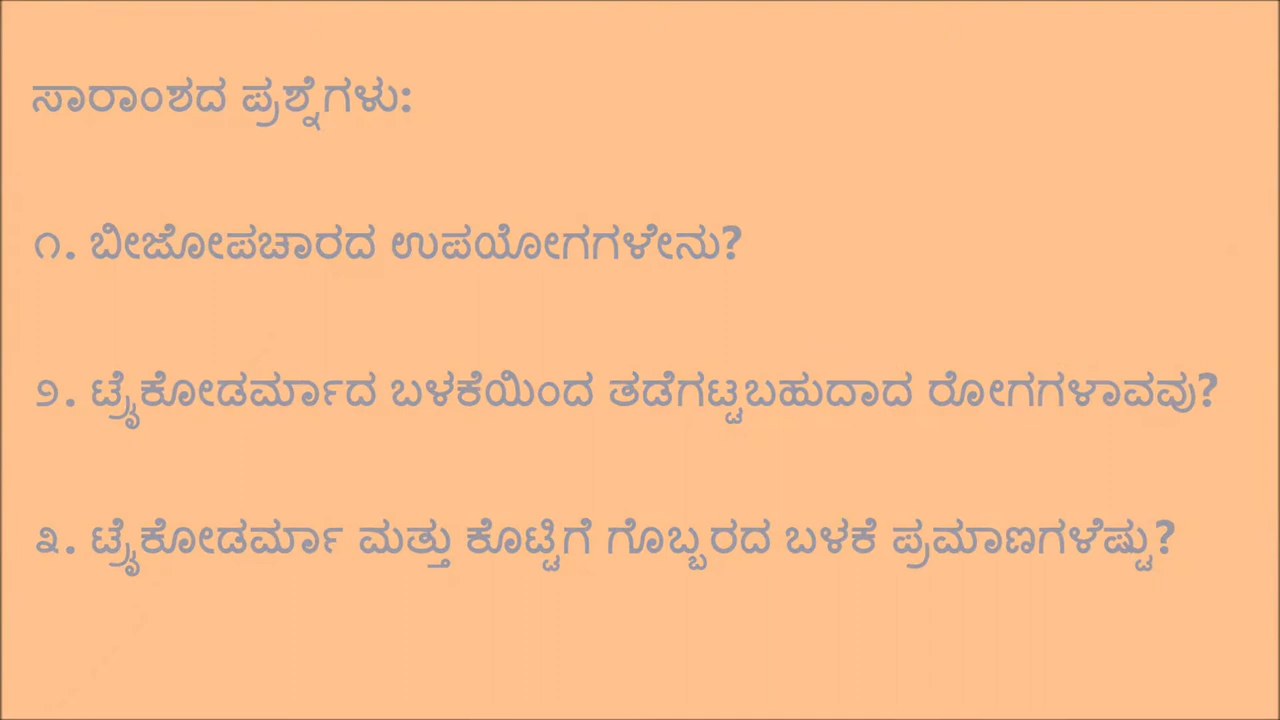 ಸಾರಾಂಶದ ಪ್ರಶ್ನೆಗಳು:
೧. ಬೀಜೋಪಚಾರದ ಉಪಯೋಗಗಳೇನು?
೨. ಟ್ರೈಕೋಡರ್ಮಾದ ಬಳಕೆಯಿಂದ ತಡೆಗಟ್ಟಬಹುದಾದ ರೋಗಗಳಾವವು?
೩. ಟ್ರೈಕೋಡರ್ಮಾ ಮತ್ತು ಕೊಟ್ಟಿಗೆ ಗೊಬ್ಬರದ ಬಳಕೆ ಪ್ರಮಾಣಗಳೆಷ್ಟು?